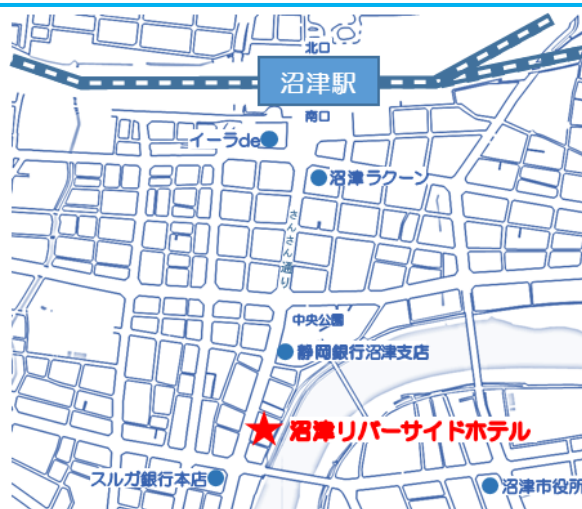 北口
沼津駅
南口
イーラde
沼津ラクーン
さんさん通り
中央公園
静岡銀行沼津支店
沼津リバーサイドホテル
スルガ銀行本店
沼津市役所